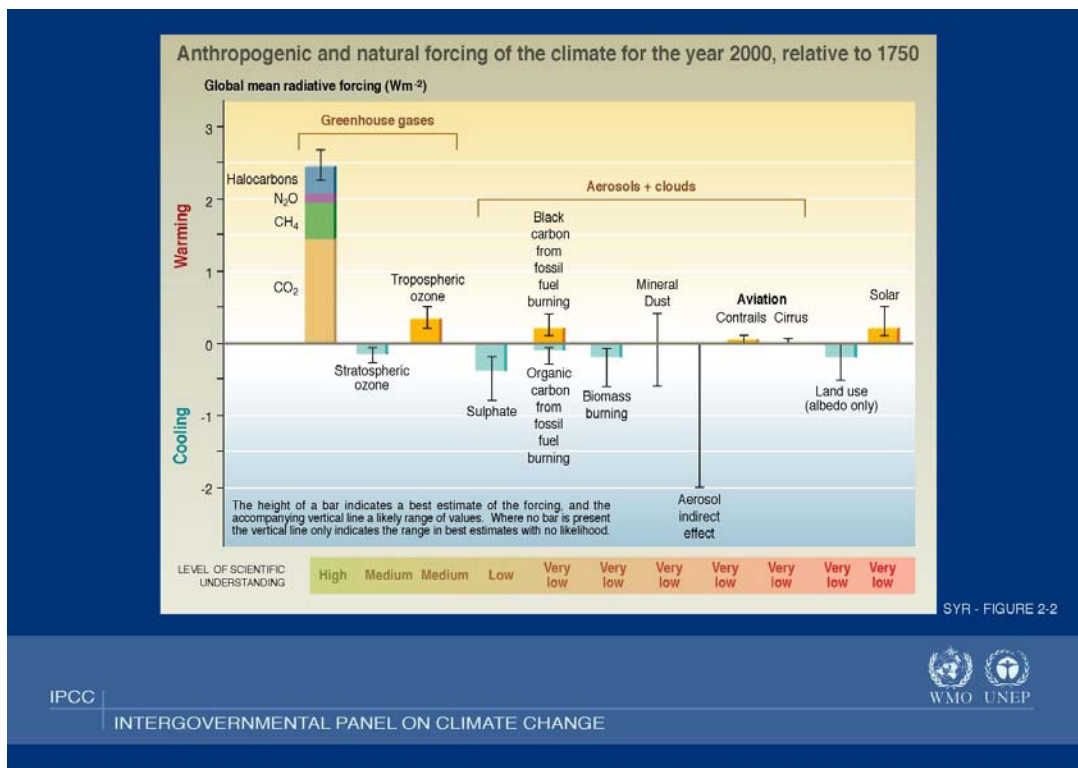 Anthropogenic and natural forcing of the climate for the year 2000, relative to 1750
Global mean radiative forcing (Wm-2)
3
2
1
0
-1
-2
Warming
Cooling
Greenhouse gases
Halocarbons
N2O
CH4
CO2
Stratospheric
ozone
Tropospheric
ozone
Aerosols + clouds
Sulphate
Black
carbon
from
fossil
fuel
burning
Organic
carbon
from
fossil
fuel
burning
Biomass
burning
Mineral
Dust
Aerosol
indirect
effect
Aviation
Contrails Cirrus
Land use
(albedo only)
Solar
The height of a bar indicates a best estimate of the forcing, and the
accompanying vertical line a likely range of values. Where no bar is present
the vertical line only indicates the range in best estimates with no likelihood.
LEVEL OF SCIENTIFIC
UNDERSTANDING
High
Medium
Medium
Low
Very
low
Very
low
Very
low
Very
low
Very
low
Very
low
Very
low
SYR - FIGURE 2-2
IPCC
INTERGOVERNMENTAL PANEL ON CLIMATE CHANGE
WMO UNEP